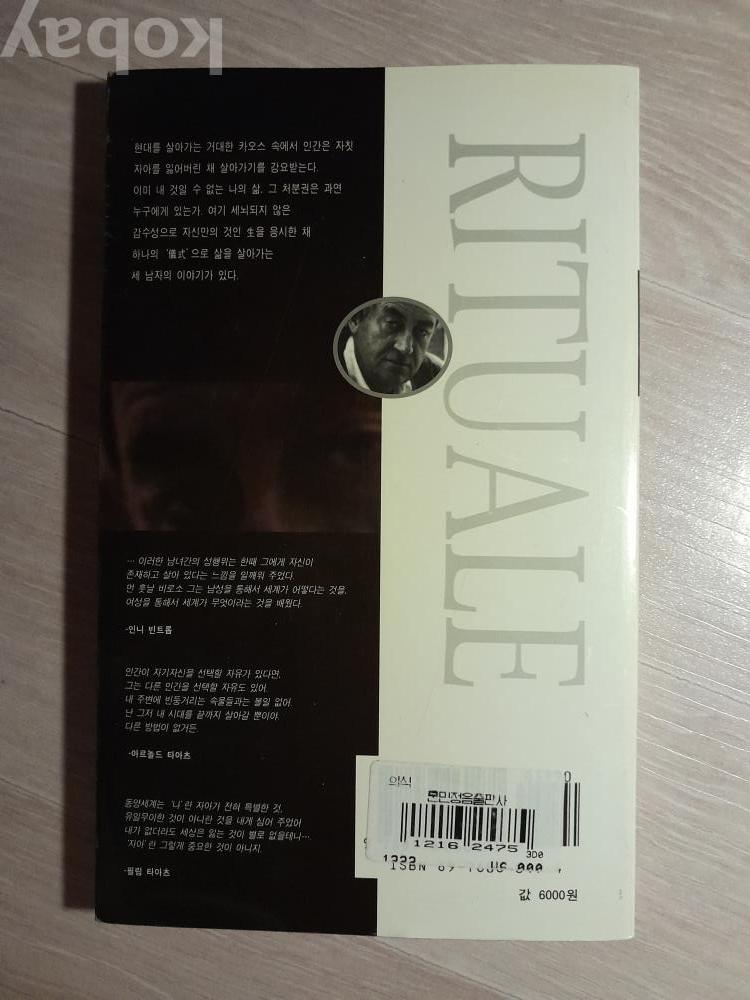 kobay
현대를 살아가는 거대한 카오스 속에서 인간은 자칫
자아를 잃어버린 채 살아가기를 강요받는다.
이미 내 것일 수 없는 나의 삶, 그 처분권은 과연
누구에게 있는가. 여기 세뇌되지 않은
감수성으로 자신만의 것인 生을 응시한 채
하나의 '儀式'으로 삶을 살아가는
세 남자의 이야기가 있다.
RITUALE
… 이러한 남녀간의 성행위는 한때 그에게 자신이
존재하고 살아 있다는 느낌을 일깨워 주었다.
먼 훗날 비로소 그는 남성을 통해서 세계가 어떻다는 것을,
여성을 통해서 세계가 무엇이라는 것을 배웠다.
-인니 빈트롭
인간이 자기자신을 선택할 자유가 있다면,
그는 다른 인간을 선택할 자유도 있어.
내 주변에 빈둥거리는 속물들과는 볼일 없어.
난 그저 내 시대를 끝까지 살아갈 뿐이야.
다른 방법이 없거든.
-아르놀드 타아츠
동양세계는 '나'란 자아가 전혀 특별한 것,
유일무이한 것이 아니란 것을 내게 심어 주었어.
내가 없더라도 세상은 잃는 것이 별로 없을테니….
'자아'란 그렇게 중요한 것이 아니지.
-필립 타아츠
의식
훈민정음출판사
1216 2475
3D0
ISBN 89-
값 6000원